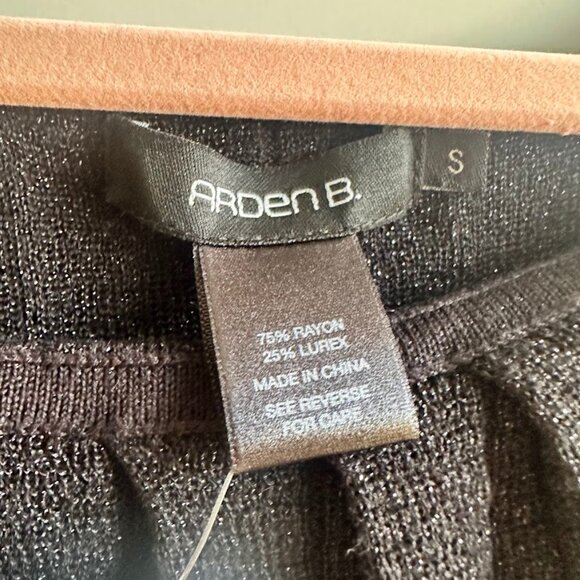 ARDEN B.
S
75% RAYON
25% LUREX
MADE IN CHINA
SEE REVERSE
FOR CARE